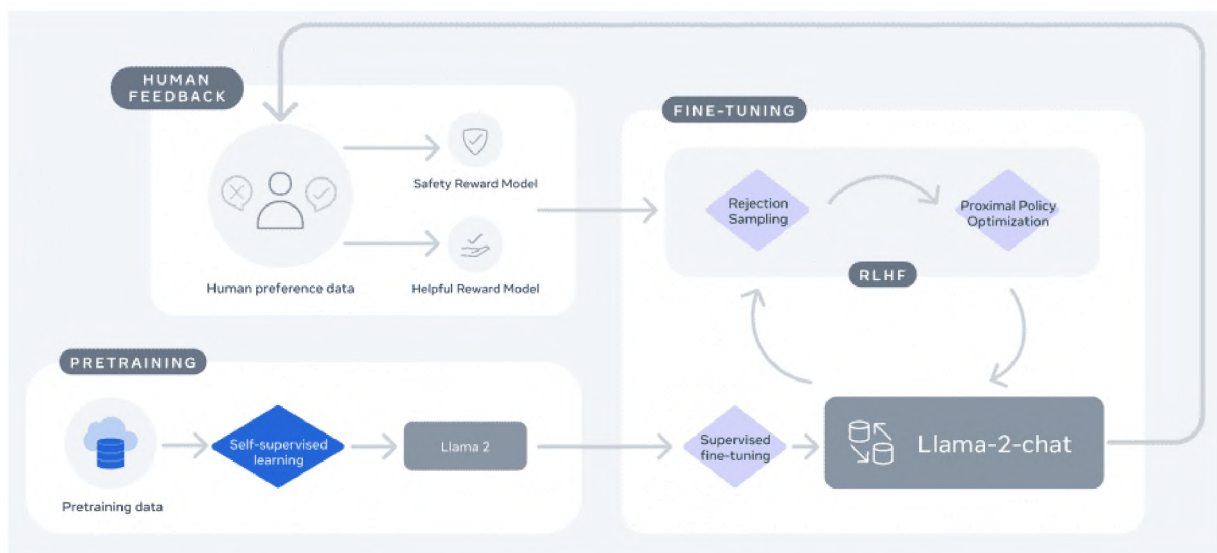 HUMAN
FEEDBACK
Safety Reward Model
Human preference data
Helpful Reward Model
FINE-TUNING
Rejection
Sampling
Proximal Policy
Optimization
RLHF
PRETRAINING
Pretraining data
Self-supervised
learning
Llama 2
Supervised
fine-tuning
Llama-2-chat